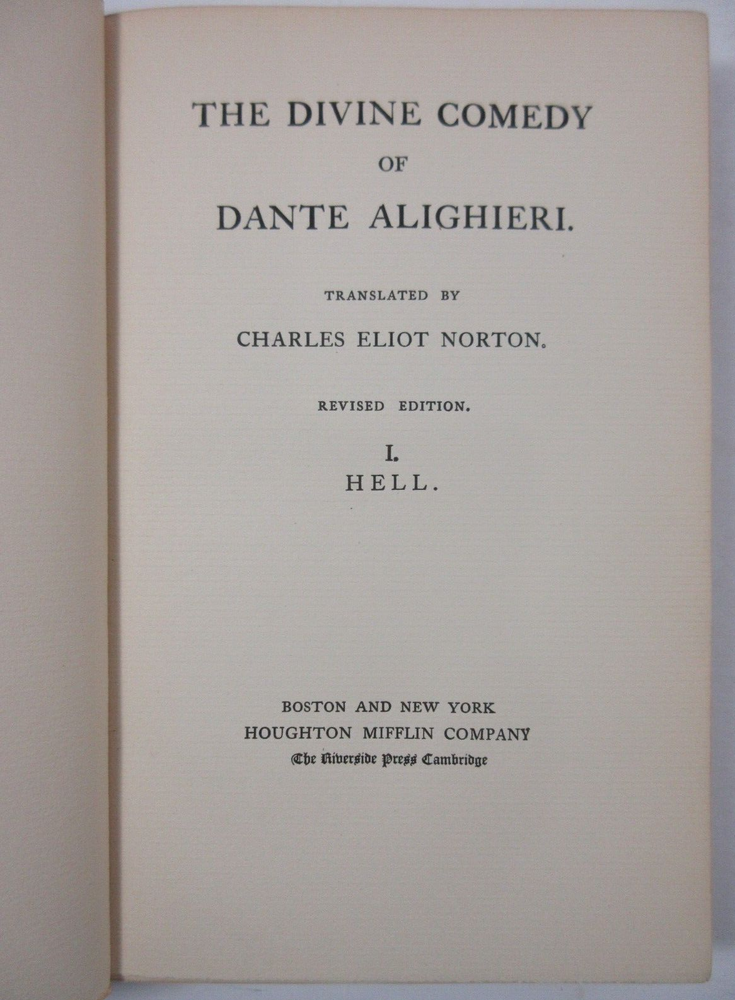 THE DIVINE COMEDY
OF
DANTE ALIGHIERI.
TRANSLATED BY
CHARLES ELIOT NORTON.
REVISED EDITION.
I.
HELL.
BOSTON AND NEW YORK
HOUGHTON MIFFLIN COMPANY
The Riverside Press Cambridge